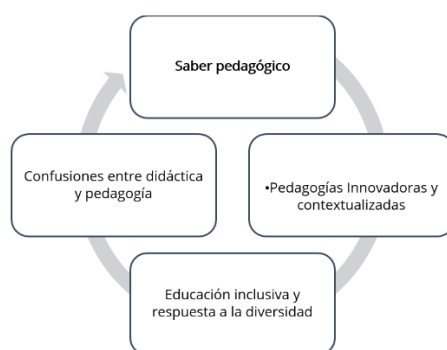 Saber pedagógico
Confusiones entre didáctica
y pedagogía
•Pedagogías Innovadoras y
contextualizadas
Educación inclusiva y
respuesta a la diversidad